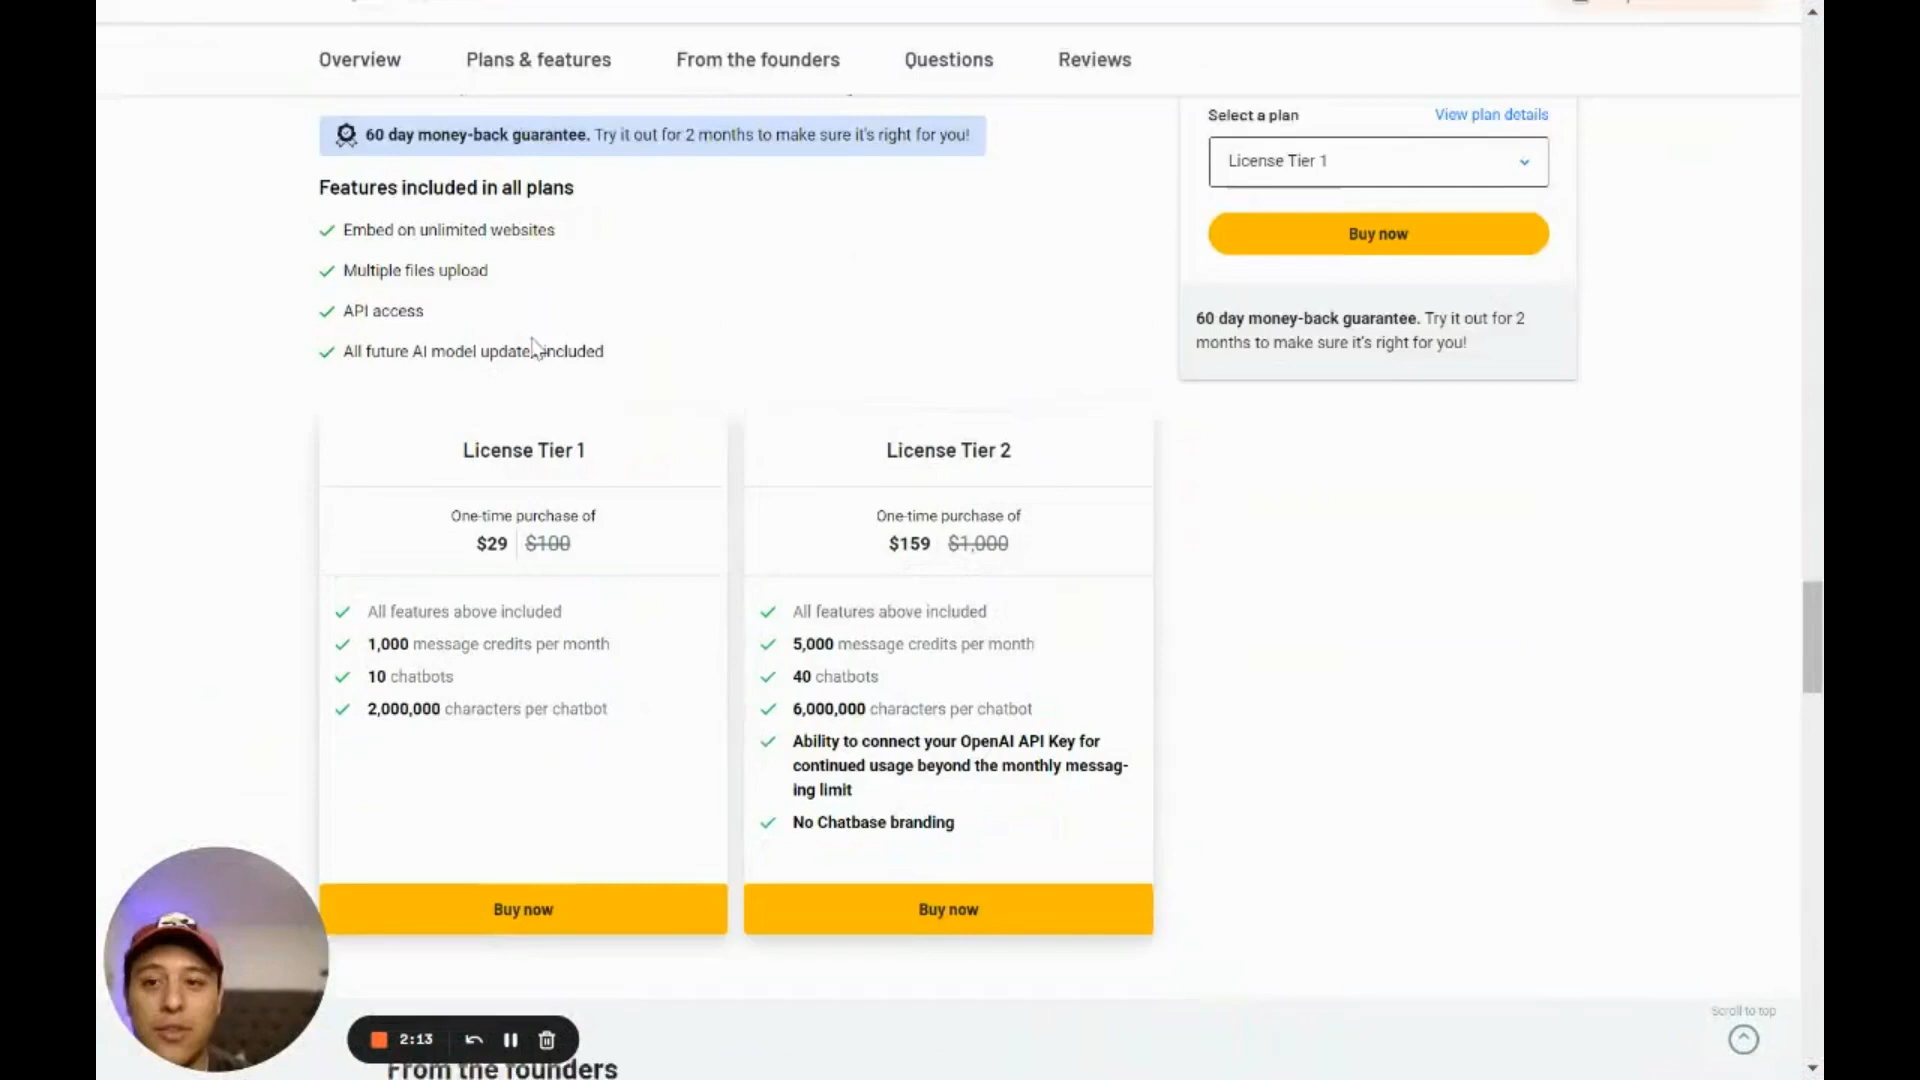 Overview
Plans & features
From the founders
Questions
Reviews
60 day money-back guarantee. Try it out for 2 months to make sure it's right for you!
Features included in all plans
Embed on unlimited websites
Multiple files upload
API access
All future AI model update included
Select a plan
View plan details
License Tier 1
Buy now
60 day money-back guarantee. Try it out for 2
months to make sure it's right for you!
License Tier 1
One-time purchase of
$29 $100
All features above included
1,000 message credits per month
10 chatbots
2,000,000 characters per chatbot
Buy now
License Tier 2
One-time purchase of
$159 $1,000
All features above included
5,000 message credits per month
40 chatbots
6,000,000 characters per chatbot
Ability to connect your OpenAI API Key for
continued usage beyond the monthly messag-
ing limit
No Chatbase branding
Buy now
2:13
From the founders
Scroll to top